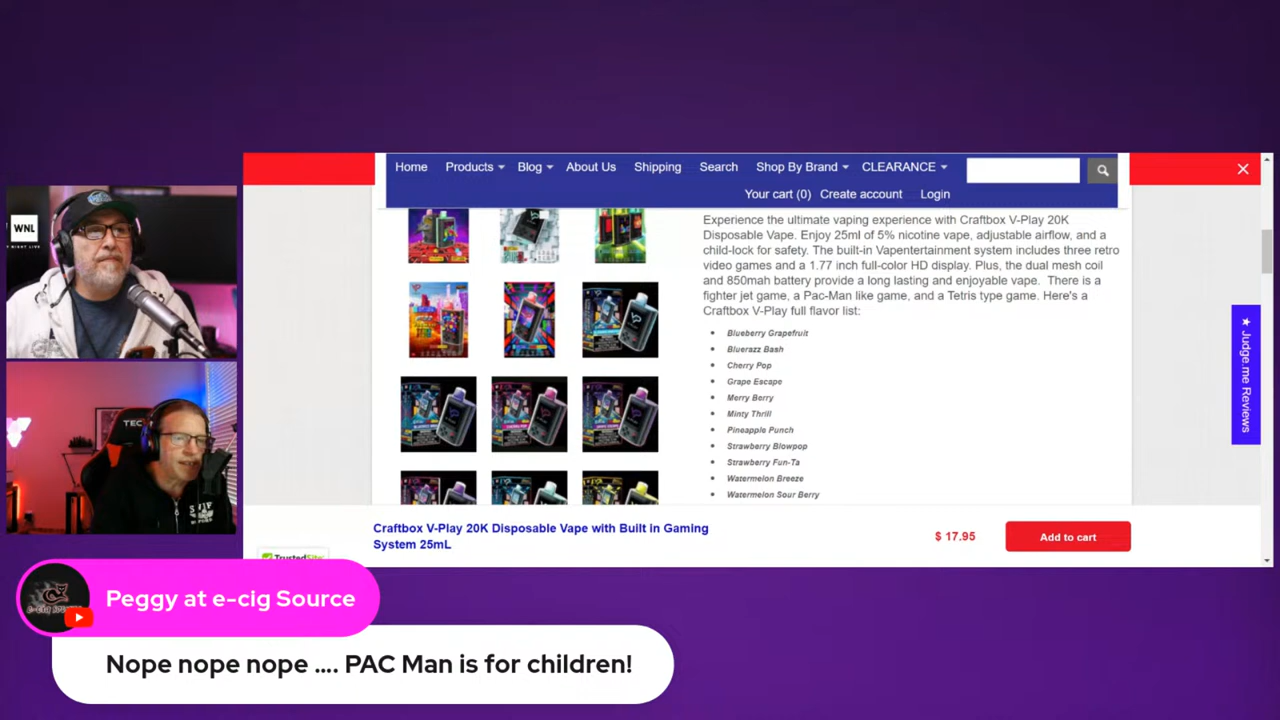 Home Products Blog About Us Shipping Search Shop By Brand CLEARANCE
Your cart (0) Create account Login
WNL
Experience the ultimate vaping experience with Craftbox V-Play 20K
Disposable Vape. Enjoy 25ml of 5% nicotine vape, adjustable airflow, and a
child-lock for safety. The built-in Vapentertainment system includes three retro
video games and a 1.77 inch full-color HD display. Plus, the dual mesh coil
and 850mah battery provide a long lasting and enjoyable vape. There is a
fighter jet game, a Pac-Man like game, and a Tetris type game. Here's a
Craftbox V-Play full flavor list:
Blueberry Grapefruit
Bluerazz Bash
Cherry Pop
Grape Escape
Merry Berry
Minty Thrill
Pineapple Punch
Strawberry Blowpop
Strawberry Fun-Ta
Watermelon Breeze
Watermelon Sour Berry
★ Judge.me Reviews
TEC
Craftbox V-Play 20K Disposable Vape with Built in Gaming
System 25mL
$ 17.95
Add to cart
TrustedSite
Peggy at e-cig Source
Nope nope nope .... PAC Man is for children!